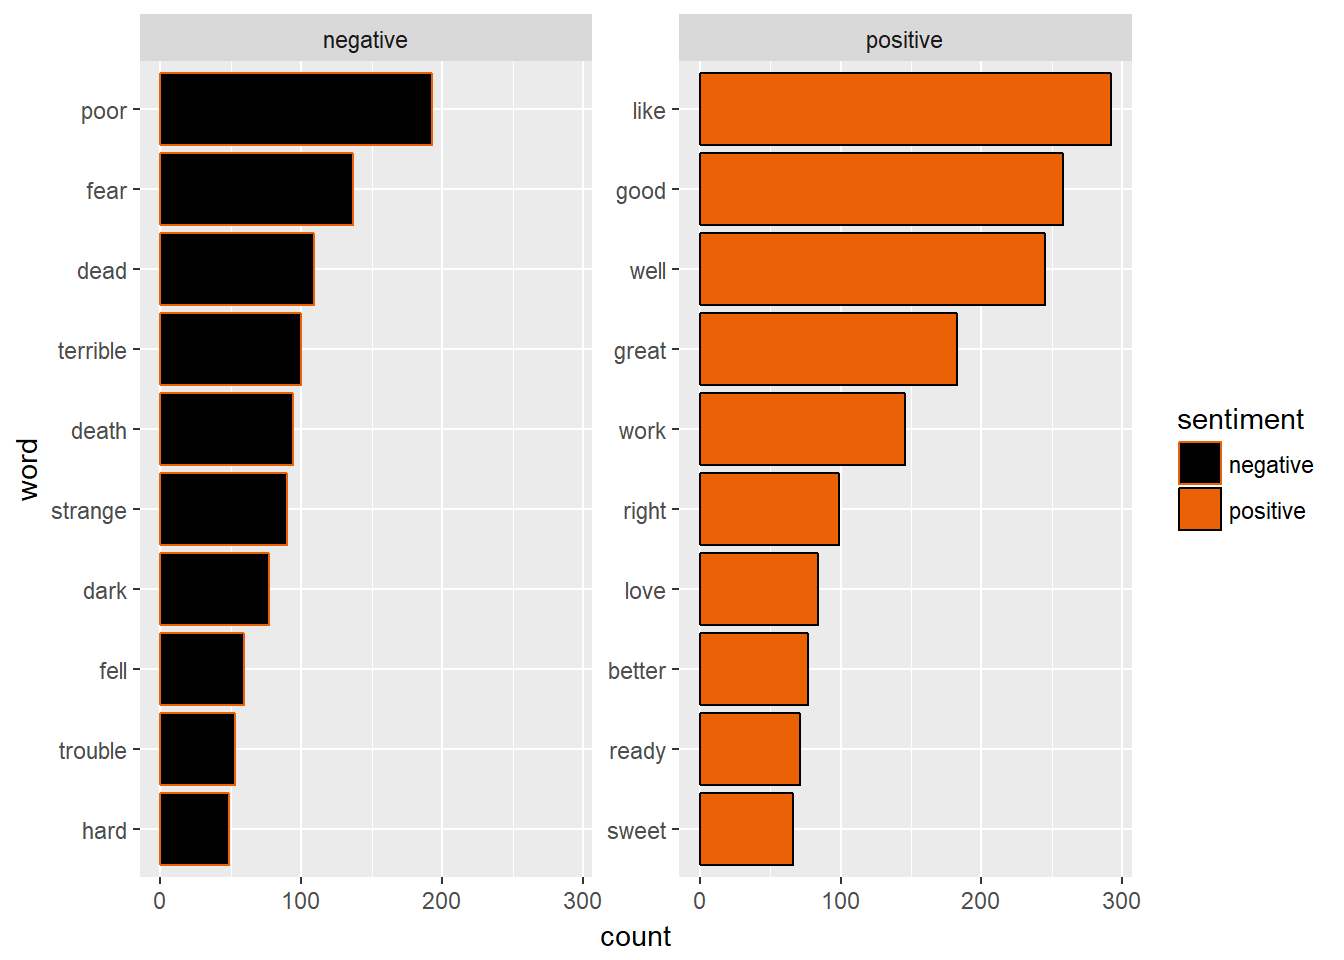 negative
positive
poor
fear
dead
terrible
death
strange
dark
fell
trouble
hard
like
good
well
great
work
right
love
better
ready
sweet
0 100 200 300
0 100 200 300
count
word
sentiment
negative
positive